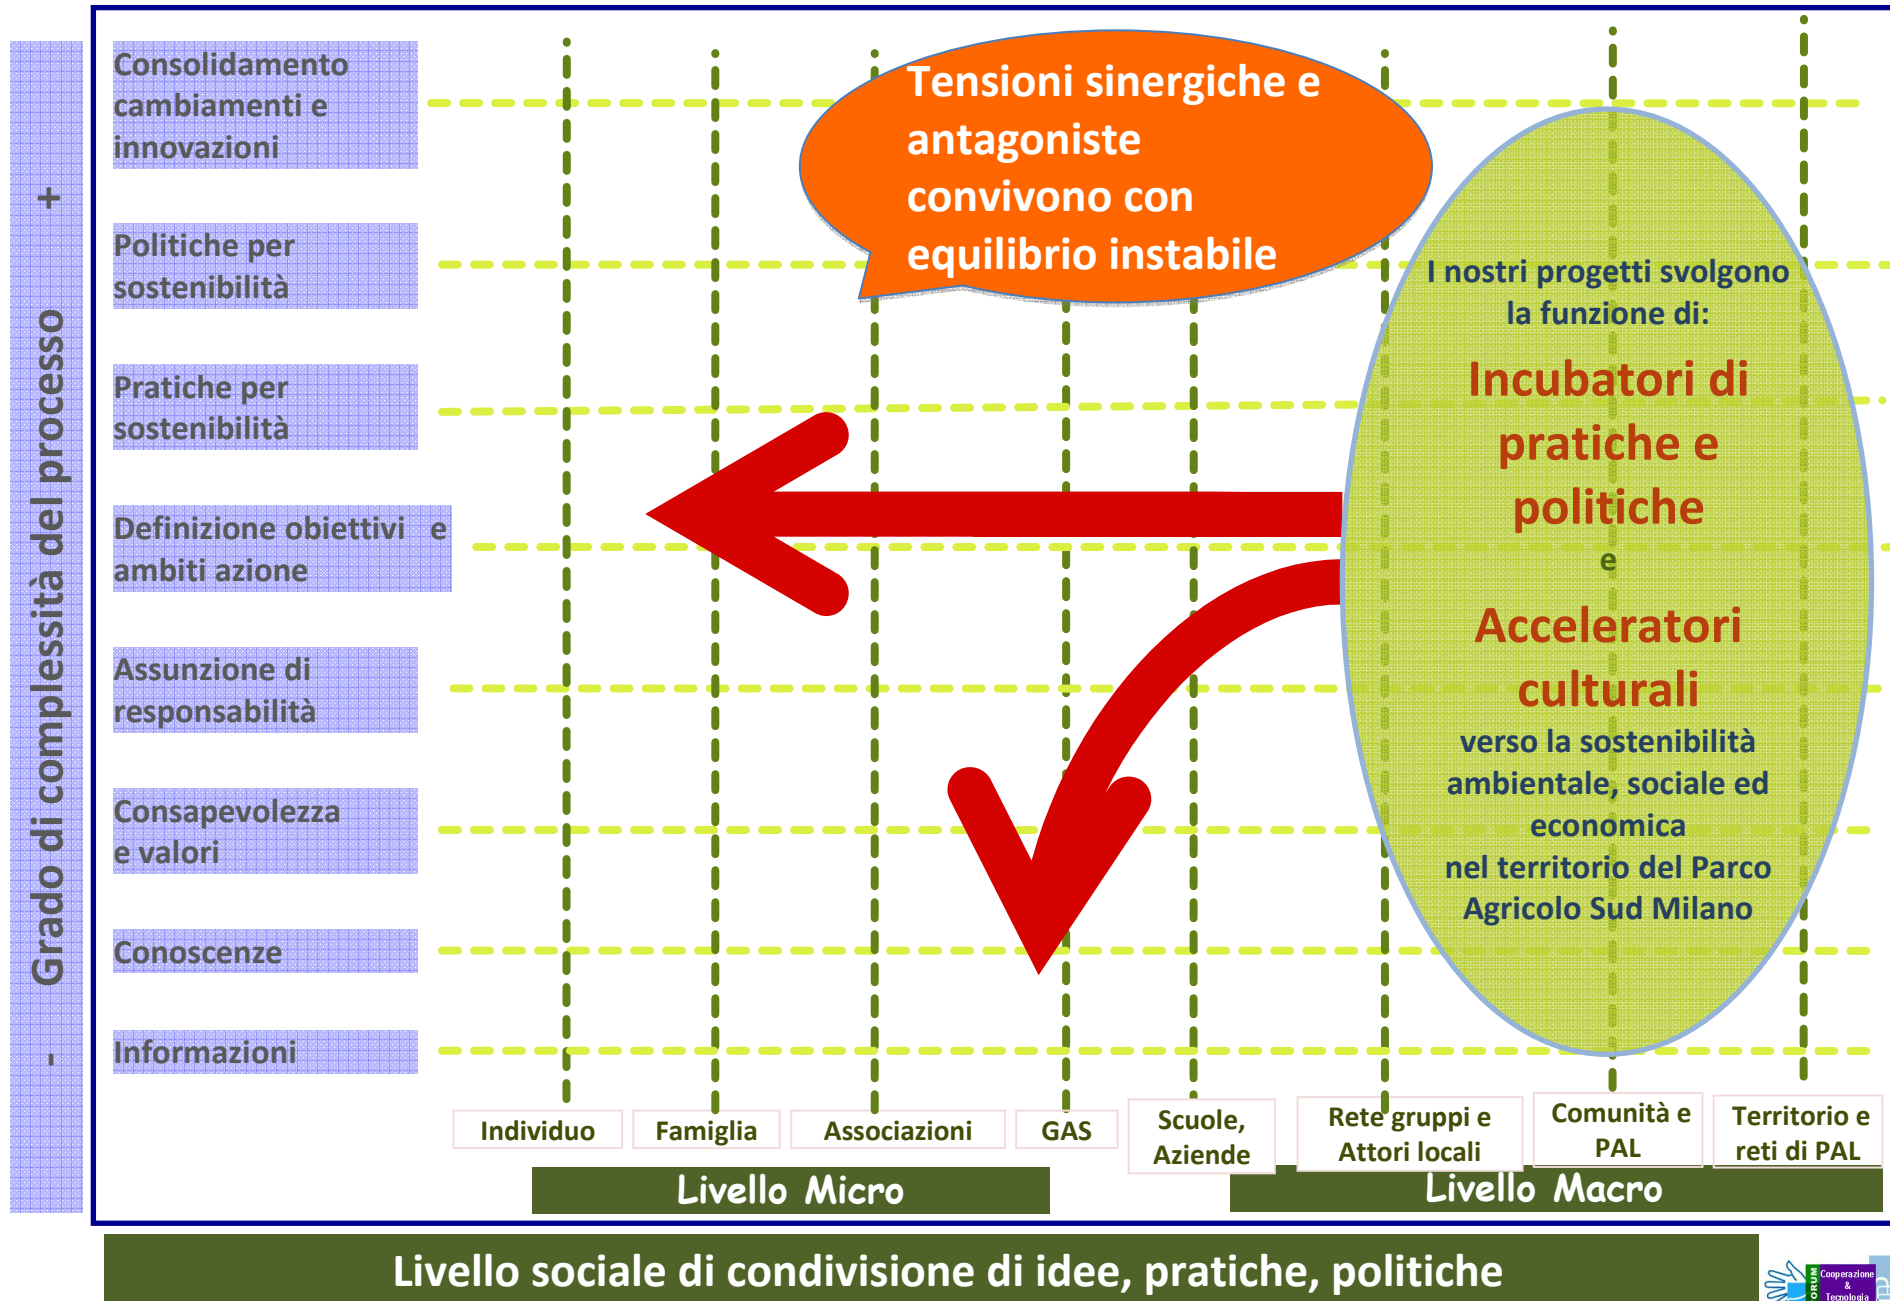 Grado di complessità del processo
+
-
Consolidamento
cambiamenti e
innovazioni
Politiche per
sostenibilità
Pratiche per
sostenibilità
Definizione obiettivi e
ambiti azione
Assunzione di
responsabilità
Consapevolezza
e valori
Conoscenze
Informazioni
Tensioni sinergiche e
antagoniste
convivono con
equilibrio instabile
I nostri progetti svolgono
la funzione di:
Incubatori di
pratiche e
politiche
e
Acceleratori
culturali
verso la sostenibilità
ambientale, sociale ed
economica
nel territorio del Parco
Agricolo Sud Milano
Individuo
Famiglia
Associazioni
GAS
Scuole,
Aziende
Rete gruppi e
Attori locali
Comunità e
PAL
Territorio e
reti di PAL
Livello Micro
Livello Macro
Livello sociale di condivisione di idee, pratiche, politiche
Cooperazione
&
Tecnologia